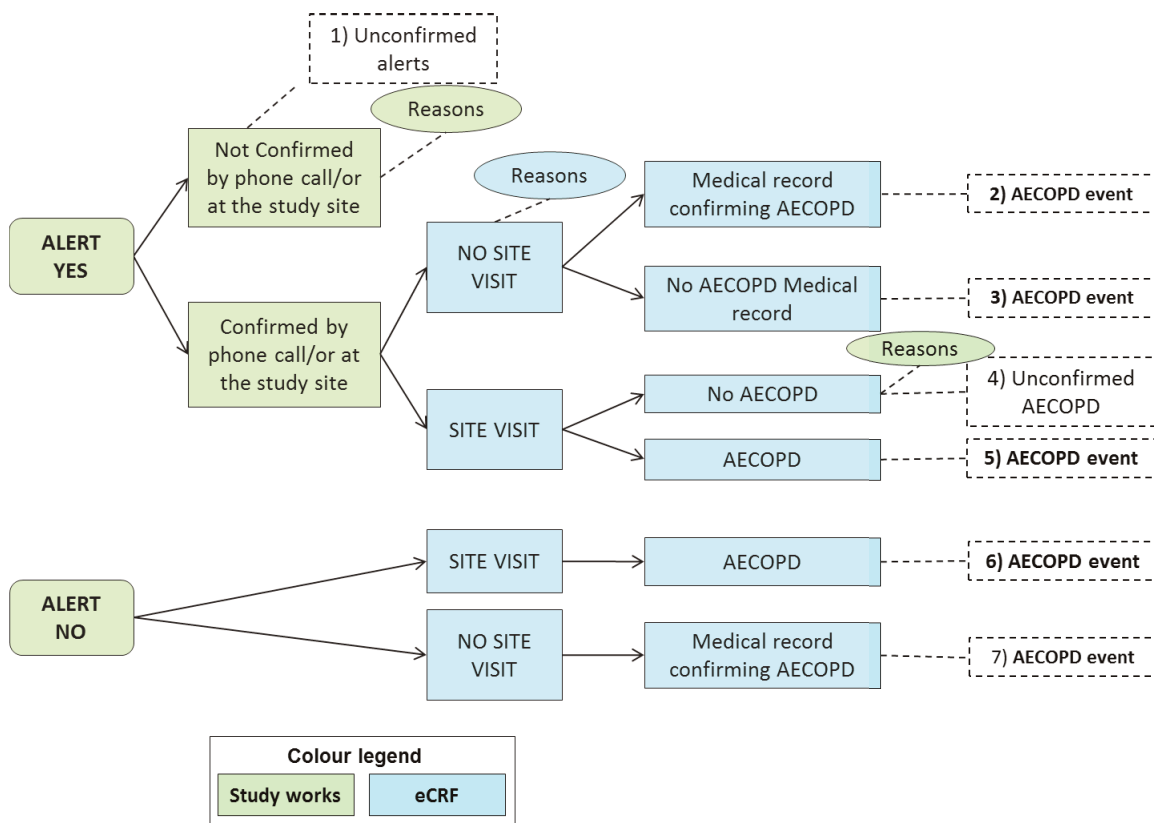 1) Unconfirmed
alerts
Reasons
Not Confirmed
by phone call/or
at the study site
Reasons
Medical record
confirming AECOPD
2) AECOPD event
ALERT
YES
NO SITE
VISIT
No AECOPD Medical
record
3) AECOPD event
Confirmed by
phone call/or at
the study site
Reasons
SITE VISIT
No AECOPD
4) Unconfirmed
AECOPD
AECOPD
5) AECOPD event
ALERT
NO
SITE VISIT
AECOPD
6) AECOPD event
NO SITE
VISIT
Medical record
confirming AECOPD
7) AECOPD event
Colour legend
Study works
eCRF